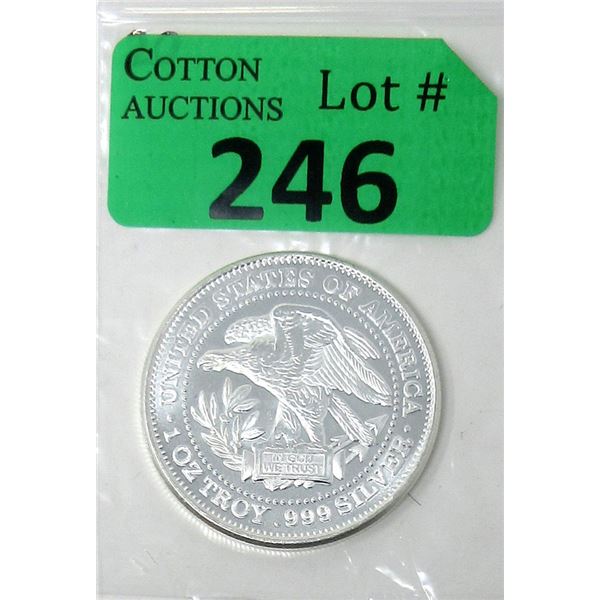 COTTON
AUCTIONS
Lot #
246
UNITED STATES OF AMERICA
IN GOD
WE TRUST
1 OZ TROY .999 SILVER